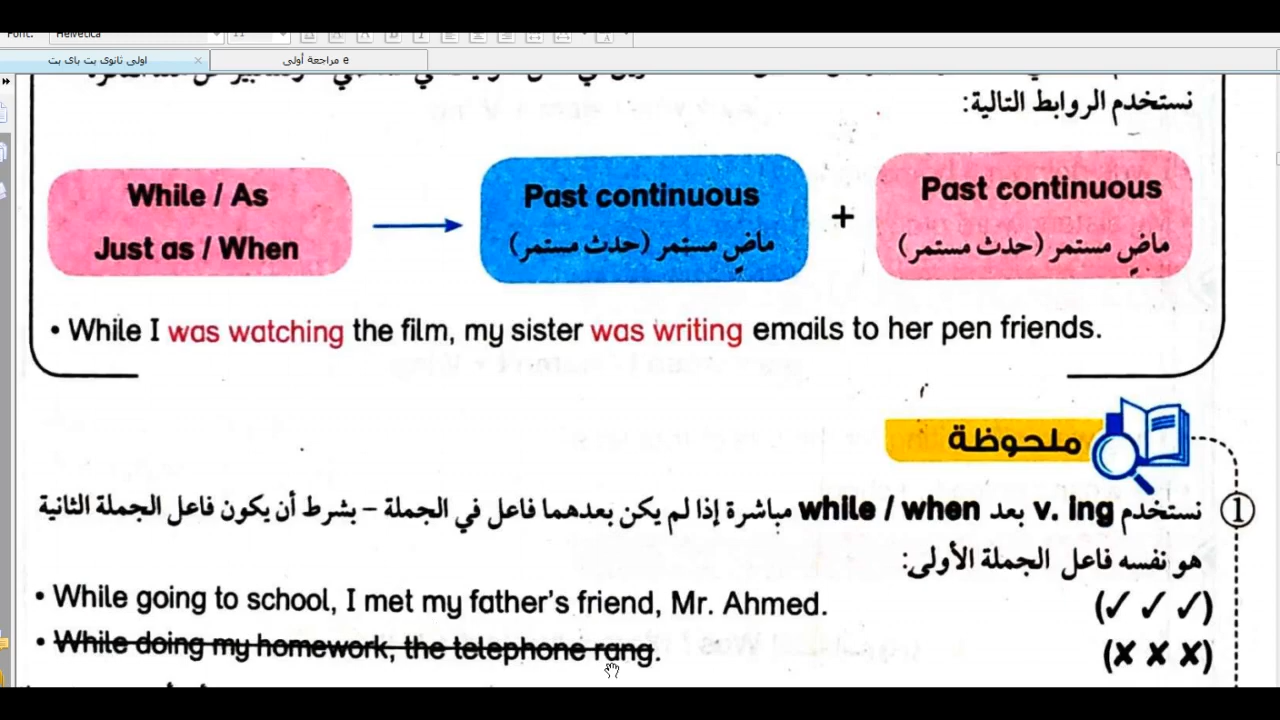 Font: Helvetica
اولى ثانوى بت باى بت
e مراجعة أولى
نستخدم الروابط التالية:
While / As
Just as / When
Past continuous
ماضٍ مستمر (حدث مستمر)
+
Past continuous
ماضٍ مستمر (حدث مستمر)
• While I was watching the film, my sister was writing emails to her pen friends.
ملحوظة
① نستخدم v. ing بعد while / when مباشرة إذا لم يكن بعدهما فاعل في الجملة – بشرط أن يكون فاعل الجملة الثانية
هو نفسه فاعل الجملة الأولى:
• While going to school, I met my father's friend, Mr. Ahmed. (✓ ✓ ✓)
• While doing my homework, the telephone rang. (✗ ✗ ✗)